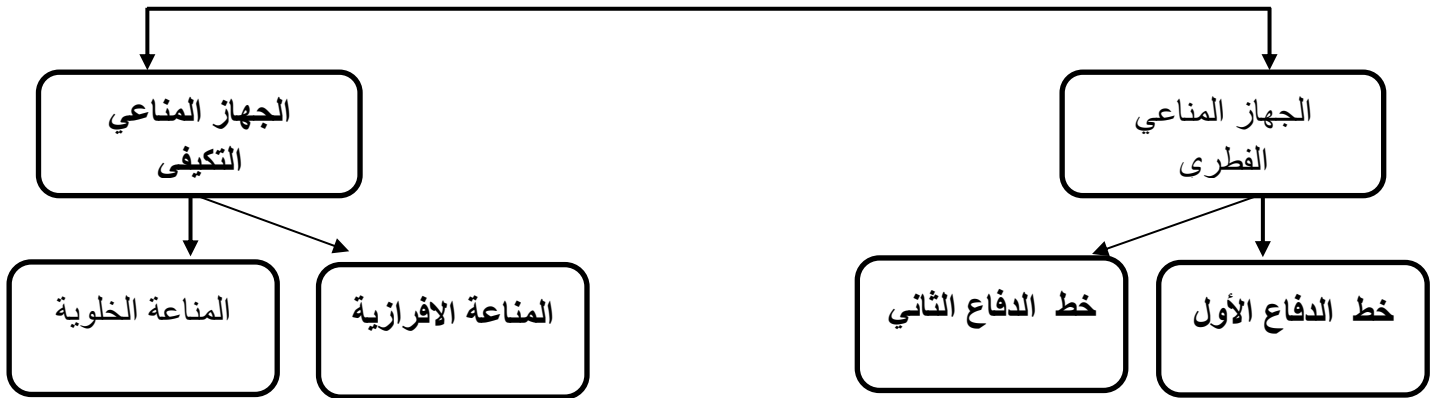 الجهاز المناعي
الفطرى
الجهاز المناعي
التكيفى
خط الدفاع الأول
خط الدفاع الثاني
المناعة الافرازية
المناعة الخلوية